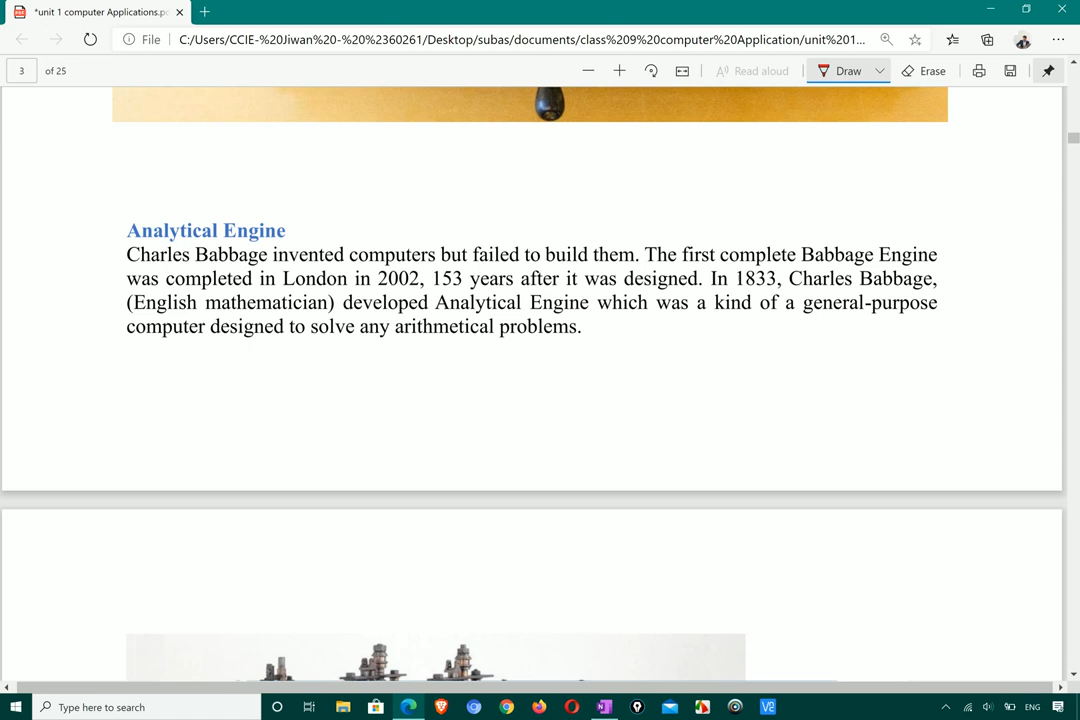 *unit 1 computer Applications.pd
File
C:/Users/CCIE-%20Jiwan%20-%20%2360261/Desktop/subas/documents/class%209%20computer%20Application/unit%201...
3 of 25
Read aloud
Draw
Erase
Analytical Engine
Charles Babbage invented computers but failed to build them. The first complete Babbage Engine
was completed in London in 2002, 153 years after it was designed. In 1833, Charles Babbage,
(English mathematician) developed Analytical Engine which was a kind of a general-purpose
computer designed to solve any arithmetical problems.
Type here to search
ENG